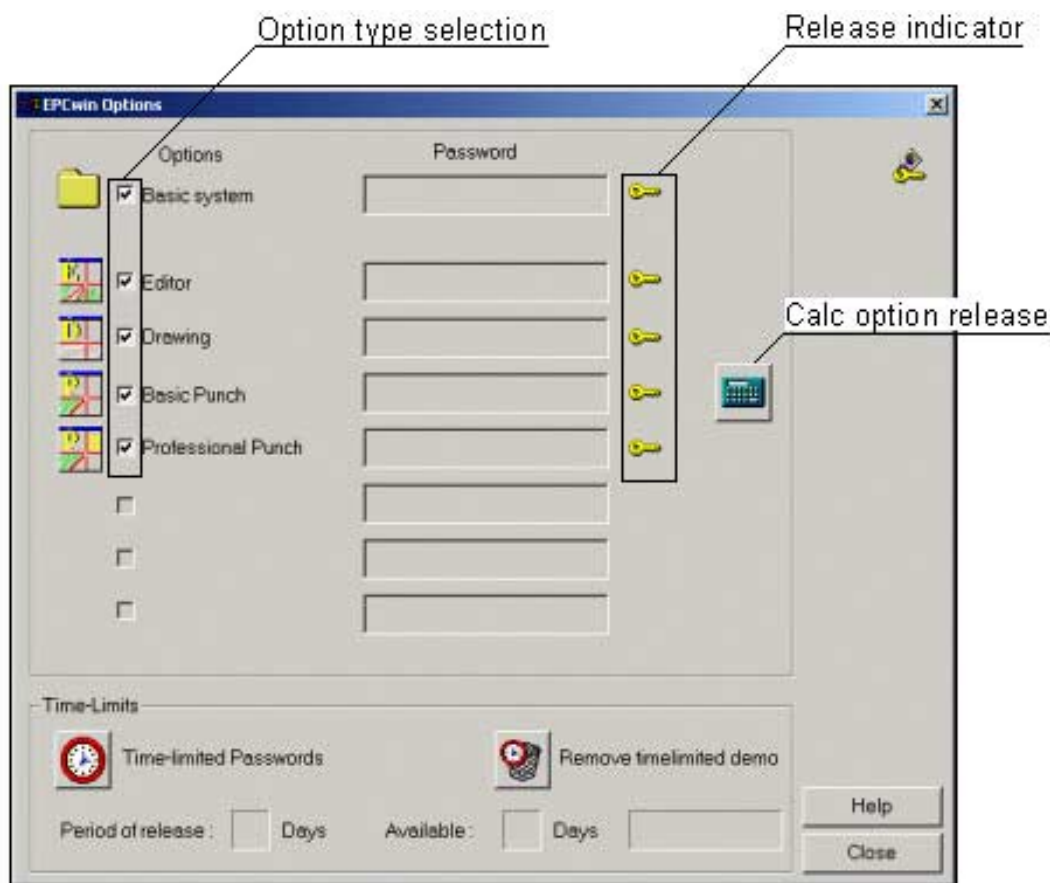 Option type selection
Release indicator
EPCwin Options
Options
Password
Basic system
Editor
Drawing
Calc option release
Basic Punch
Professional Punch
Time-Limits
Time-limited Passwords
Remove timelimited demo
Period of release :
Days
Available :
Days
Help
Close